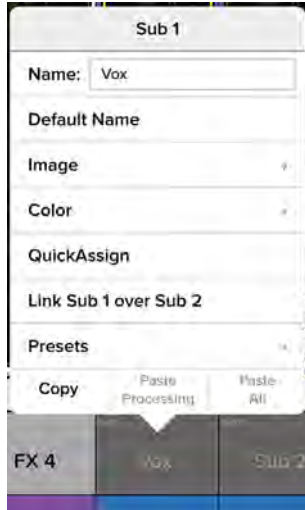 Sub 1
Name: Vox
Default Name
Image
Color
QuickAssign
Link Sub 1 over Sub 2
Presets
Copy
Paste
Processing
Paste
All
FX 4
Vox
Sub 2